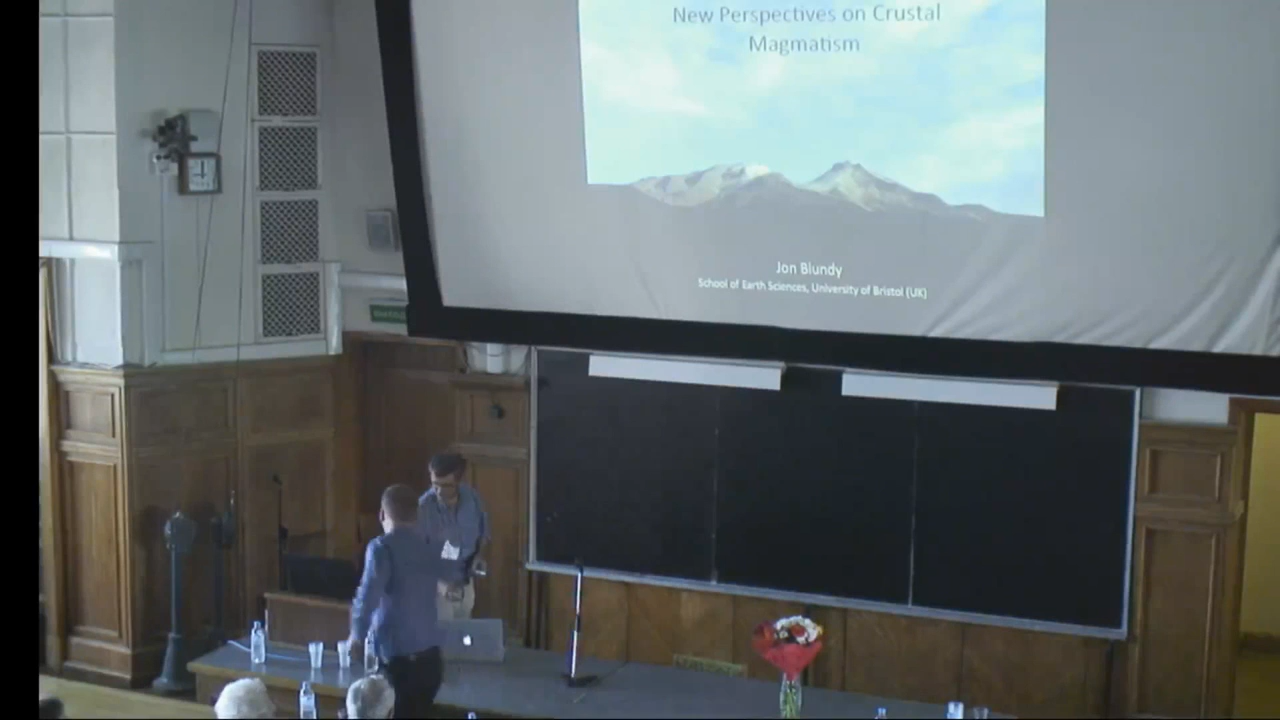 New Perspectives on Crustal
Magmatism
Jon Blundy
School of Earth Sciences, University of Bristol (UK)